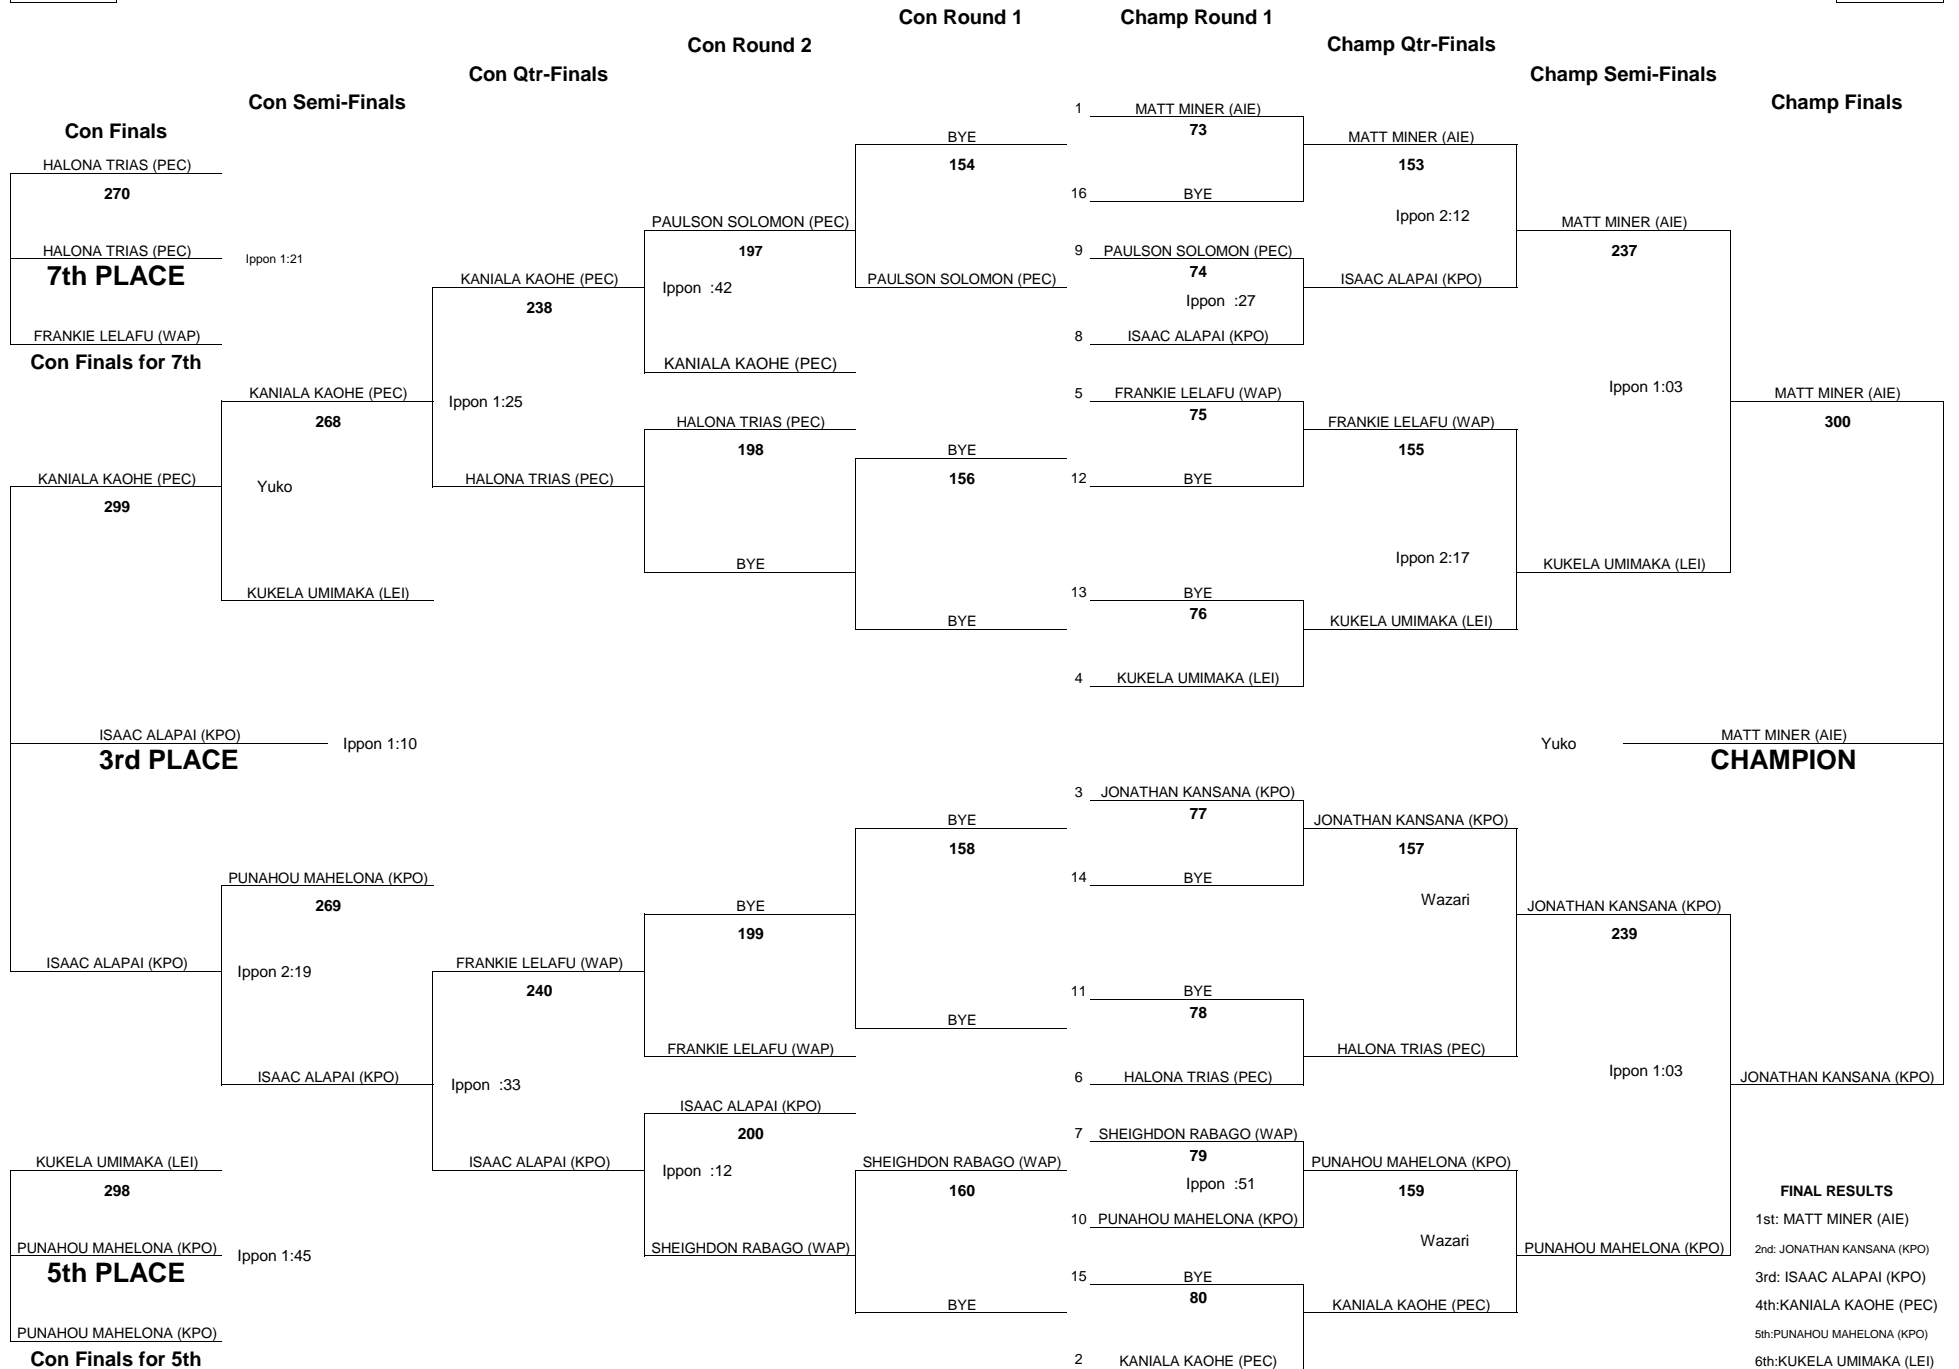 Con Round 1
Champ Round 1
Con Round 2
Champ Qtr-Finals
Con Qtr-Finals
Champ Semi-Finals
Con Semi-Finals
Champ Finals
Con Finals
HALONA TRIAS (PEC)
270
HALONA TRIAS (PEC)
Ippon 1:21
7th PLACE
FRANKIE LELAFU (WAP)
Con Finals for 7th
KANIALA KAOHE (PEC)
299
ISAAC ALAPAI (KPO)
Ippon 1:10
3rd PLACE
ISAAC ALAPAI (KPO)
KUKELA UMIMAKA (LEI)
298
PUNAHOU MAHELONA (KPO)
Ippon 1:45
5th PLACE
PUNAHOU MAHELONA (KPO)
Con Finals for 5th
KANIALA KAOHE (PEC)
268
Yuko
KUKELA UMIMAKA (LEI)
PUNAHOU MAHELONA (KPO)
269
Ippon 2:19
ISAAC ALAPAI (KPO)
KANIALA KAOHE (PEC)
238
Ippon 1:25
HALONA TRIAS (PEC)
FRANKIE LELAFU (WAP)
240
Ippon :33
ISAAC ALAPAI (KPO)
PAULSON SOLOMON (PEC)
197
Ippon :42
KANIALA KAOHE (PEC)
HALONA TRIAS (PEC)
198
BYE
BYE
199
FRANKIE LELAFU (WAP)
ISAAC ALAPAI (KPO)
200
Ippon :12
SHEIGHDON RABAGO (WAP)
BYE
154
PAULSON SOLOMON (PEC)
BYE
156
BYE
BYE
158
BYE
SHEIGHDON RABAGO (WAP)
160
BYE
1 MATT MINER (AIE)
73
16 BYE
9 PAULSON SOLOMON (PEC)
74
Ippon :27
8 ISAAC ALAPAI (KPO)
5 FRANKIE LELAFU (WAP)
75
12 BYE
13 BYE
76
4 KUKELA UMIMAKA (LEI)
3 JONATHAN KANSANA (KPO)
77
14 BYE
11 BYE
78
6 HALONA TRIAS (PEC)
7 SHEIGHDON RABAGO (WAP)
79
Ippon :51
10 PUNAHOU MAHELONA (KPO)
15 BYE
80
2 KANIALA KAOHE (PEC)
MATT MINER (AIE)
153
Ippon 2:12
ISAAC ALAPAI (KPO)
FRANKIE LELAFU (WAP)
155
Ippon 2:17
KUKELA UMIMAKA (LEI)
JONATHAN KANSANA (KPO)
157
Wazari
HALONA TRIAS (PEC)
PUNAHOU MAHELONA (KPO)
159
Wazari
KANIALA KAOHE (PEC)
MATT MINER (AIE)
237
Ippon 1:03
KUKELA UMIMAKA (LEI)
JONATHAN KANSANA (KPO)
239
Ippon 1:03
PUNAHOU MAHELONA (KPO)
MATT MINER (AIE)
300
Yuko
MATT MINER (AIE)
CHAMPION
JONATHAN KANSANA (KPO)
FINAL RESULTS
1st: MATT MINER (AIE)
2nd: JONATHAN KANSANA (KPO)
3rd: ISAAC ALAPAI (KPO)
4th:KANIALA KAOHE (PEC)
5th:PUNAHOU MAHELONA (KPO)
6th:KUKELA UMIMAKA (LEI)